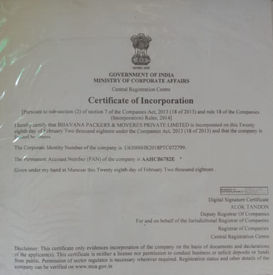 GOVERNMENT OF INDIA
MINISTRY OF CORPORATE AFFAIRS
Central Registration Centre
Certificate of Incorporation
[Pursuant to sub-section (2) of section 7 of the Companies Act, 2013 (18 of 2013) and rule 18 of the Companies
(Incorporation) Rules, 2014]
I hereby certify that BHAVANA PACKERS & MOVERS PRIVATE LIMITED is incorporated on this Twenty
eighth day of February Two thousand eighteen under the Companies Act, 2013 (18 of 2013) and that the company is
limited by shares.
The Corporate Identity Number of the company is
The Permanent Account Number (PAN) of the company is AAHCB6782E
Given under my hand at Manesar this Twenty eighth day of February Two thousand eighteen
Digital Signature Certificate
ALOK TANDON
Deputy Registrar Of Companies
For and on behalf of the Jurisdictional Registrar of Companies
Registrar of Companies
Central Registration Centre
Disclaimer: This certificate only evidences incorporation of the company on the basis of documents and declarations
of the applicant(s). This certificate is neither a license nor permission to conduct business or solicit deposits or funds
from public. Permission of sector regulator is necessary wherever required. Registration status and other details of the
company can be verified on www.mca.gov.in